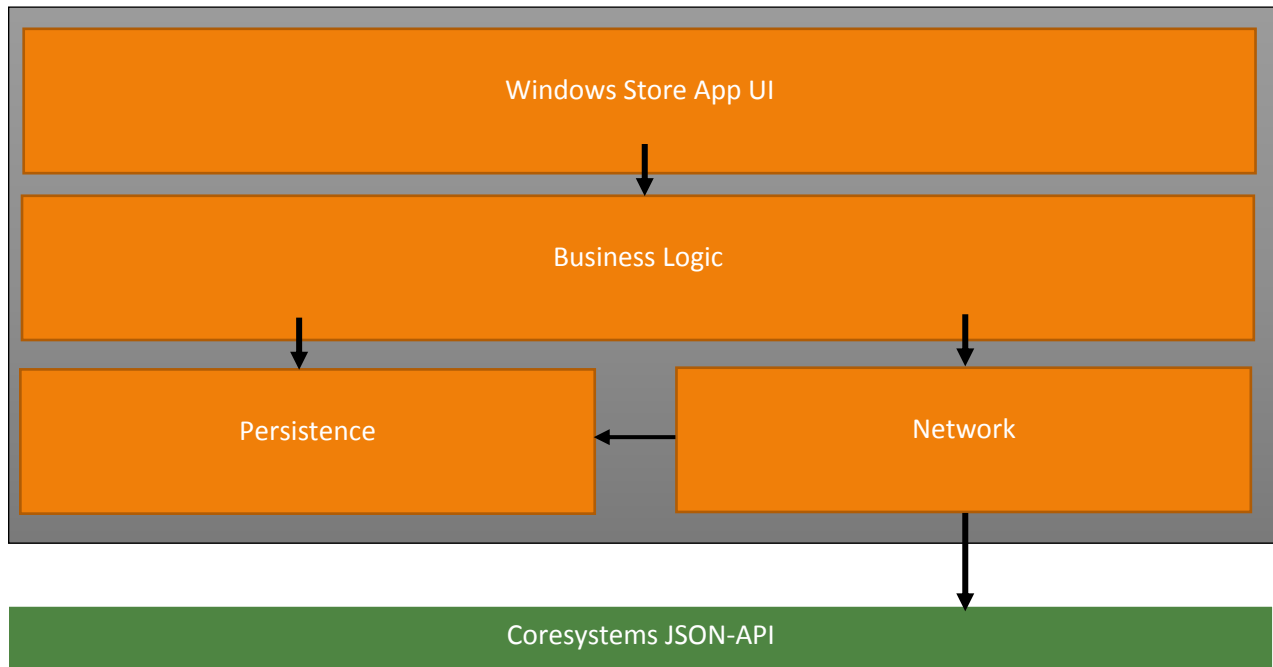 Windows Store App UI
Business Logic
Persistence
Network
Coresystems JSON-API